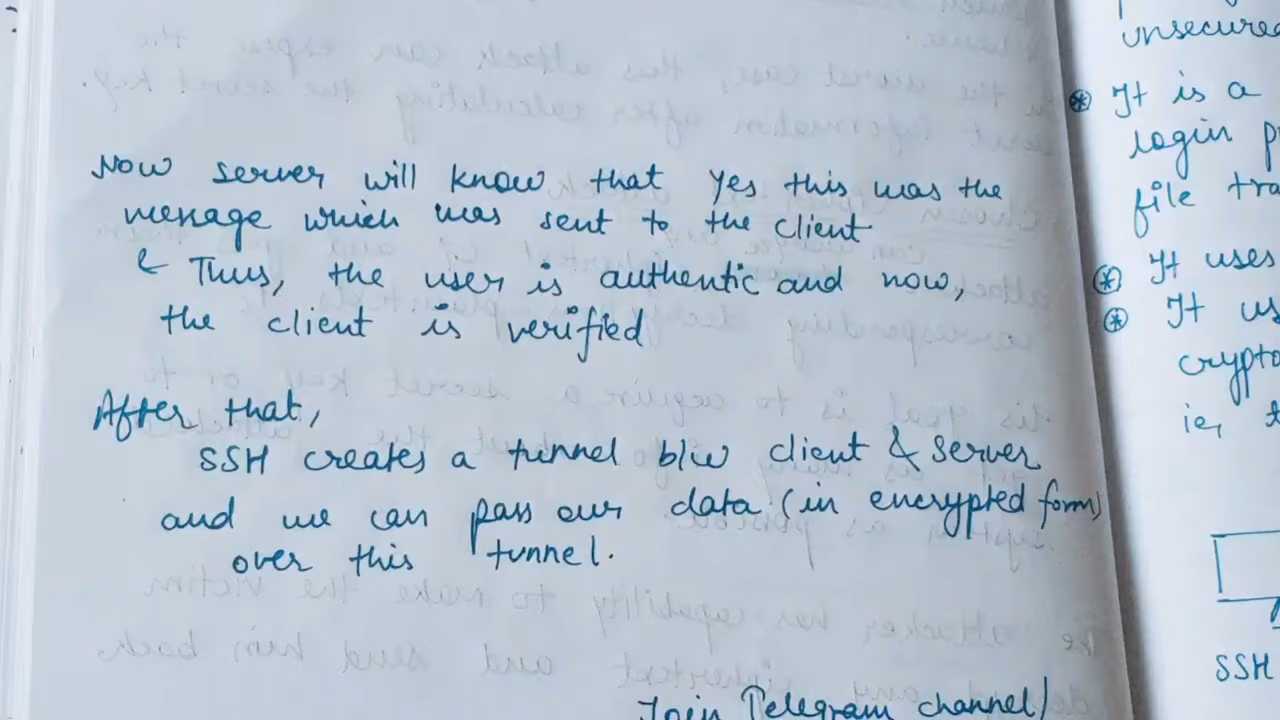 Now server will know that yes this was the
message which was sent to the client
& Thus, the user is authentic and now,
the client is verified
After that,
SSH creates a tunnel b/w client & server
and we can pass our data (in encrypted form)
over this tunnel.
Join Telegram channel/
unsecured
⊛ It is a
login
file tra
⊛ It uses
⊛ It us
crypto
ie,
SSH